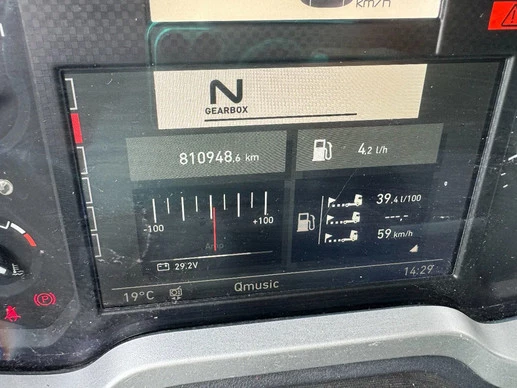 km/H
N
GEARBOX
810948.6 km
4.2 l/h
-100 +100
Amp
29.2V
39.4 l/100
---.-
59 km/h
14:29
19°C Qmusic